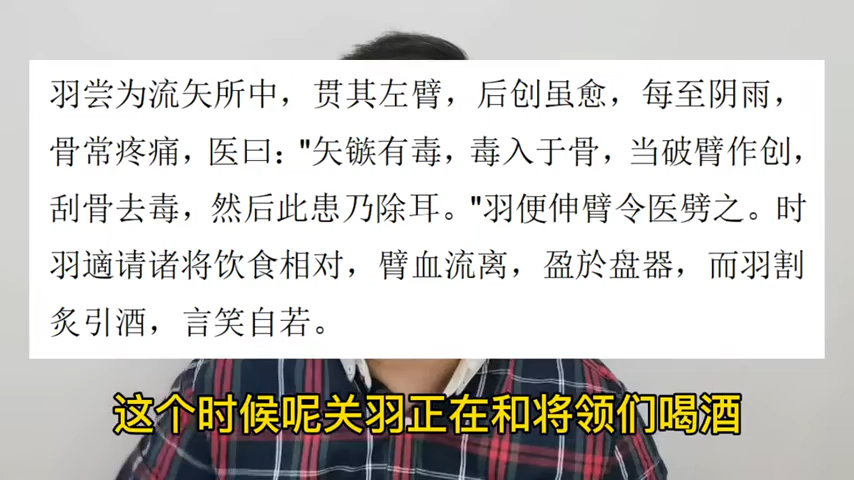 羽尝为流矢所中，贯其左臂，后创虽愈，每至阴雨，
骨常疼痛，医曰："矢镞有毒，毒入于骨，当破臂作创，
刮骨去毒，然后此患乃除耳。"羽便伸臂令医劈之。时
羽適请诸将饮食相对，臂血流离，盈於盘器，而羽割
炙引酒，言笑自若。
这个时候呢关羽正在和将领们喝酒